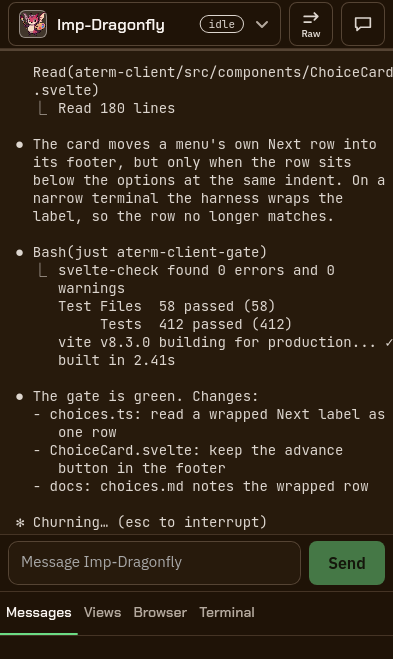 Imp-Dragonfly
idle
Raw
Read(aterm-client/src/components/ChoiceCard
.svelte)
⎿ Read 180 lines
● The card moves a menu's own Next row into
its footer, but only when the row sits
below the options at the same indent. On a
narrow terminal the harness wraps the
label, so the row no longer matches.
● Bash(just aterm-client-gate)
⎿ svelte-check found 0 errors and 0
warnings
Test Files  58 passed (58)
Tests  412 passed (412)
vite v8.3.0 building for production... ✓
built in 2.41s
● The gate is green. Changes:
- choices.ts: read a wrapped Next label as
one row
- ChoiceCard.svelte: keep the advance
button in the footer
- docs: choices.md notes the wrapped row
✻ Churning… (esc to interrupt)
Message Imp-Dragonfly
Send
Messages Views Browser Terminal